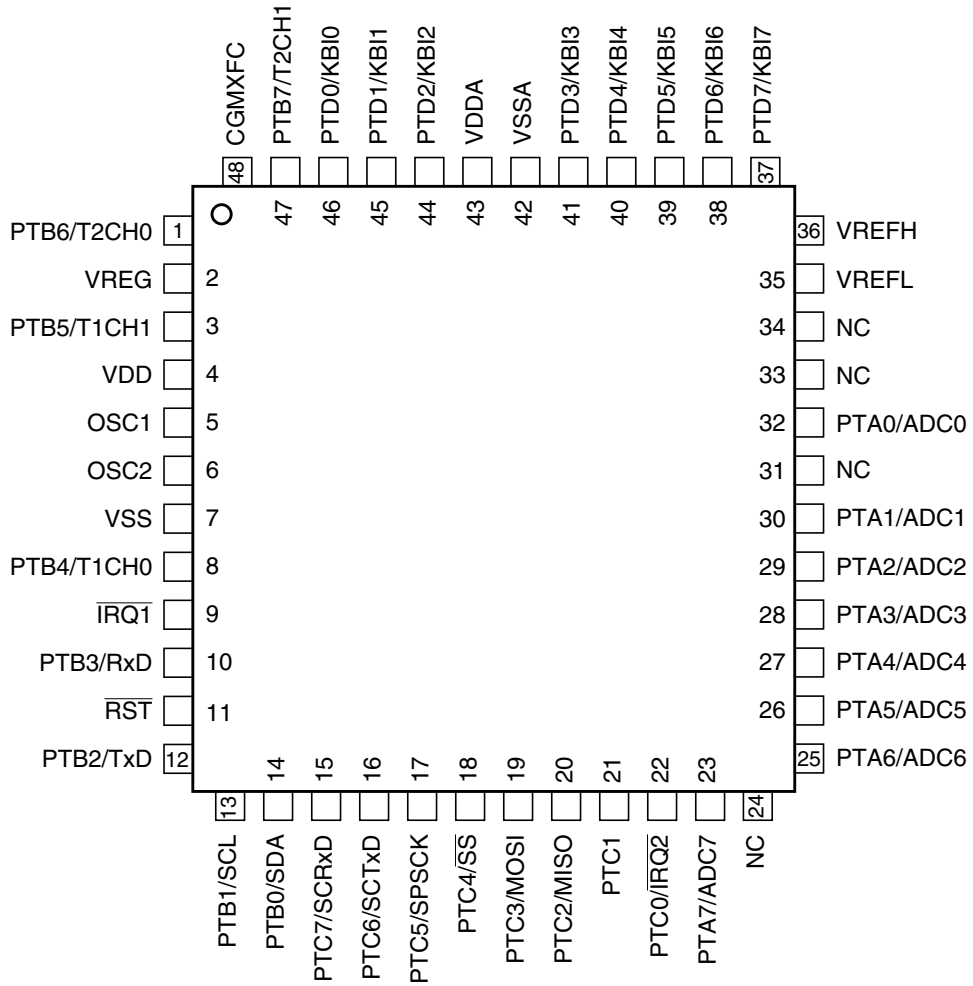 CGMXFC
PTB7/T2CH1
PTD0/KBI0
PTD1/KBI1
PTD2/KBI2
VDDA
VSSA
PTD3/KBI3
PTD4/KBI4
PTD5/KBI5
PTD6/KBI6
PTD7/KBI7
48
47
46
45
44
43
42
41
40
39
38
37
PTB6/T2CH0 1
VREG 2
PTB5/T1CH1 3
VDD 4
OSC1 5
OSC2 6
VSS 7
PTB4/T1CH0 8
IRQ1 9
PTB3/RxD 10
RST 11
PTB2/TxD 12
36 VREFH
35 VREFL
34 NC
33 NC
32 PTA0/ADC0
31 NC
30 PTA1/ADC1
29 PTA2/ADC2
28 PTA3/ADC3
27 PTA4/ADC4
26 PTA5/ADC5
25 PTA6/ADC6
13
14
15
16
17
18
19
20
21
22
23
24
PTB1/SCL
PTB0/SDA
PTC7/SCRxD
PTC6/SCTxD
PTC5/SPSCK
PTC4/SS
PTC3/MOSI
PTC2/MISO
PTC1
PTC0/IRQ2
PTA7/ADC7
NC